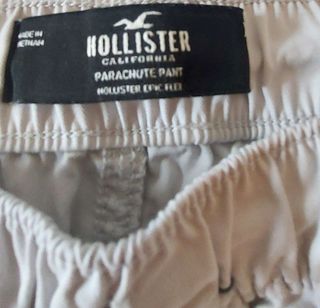 MADE IN
VIETNAM
HOLLISTER
CALIFORNIA
PARACHUTE PANT
HOLLISTER EPIC FLEX